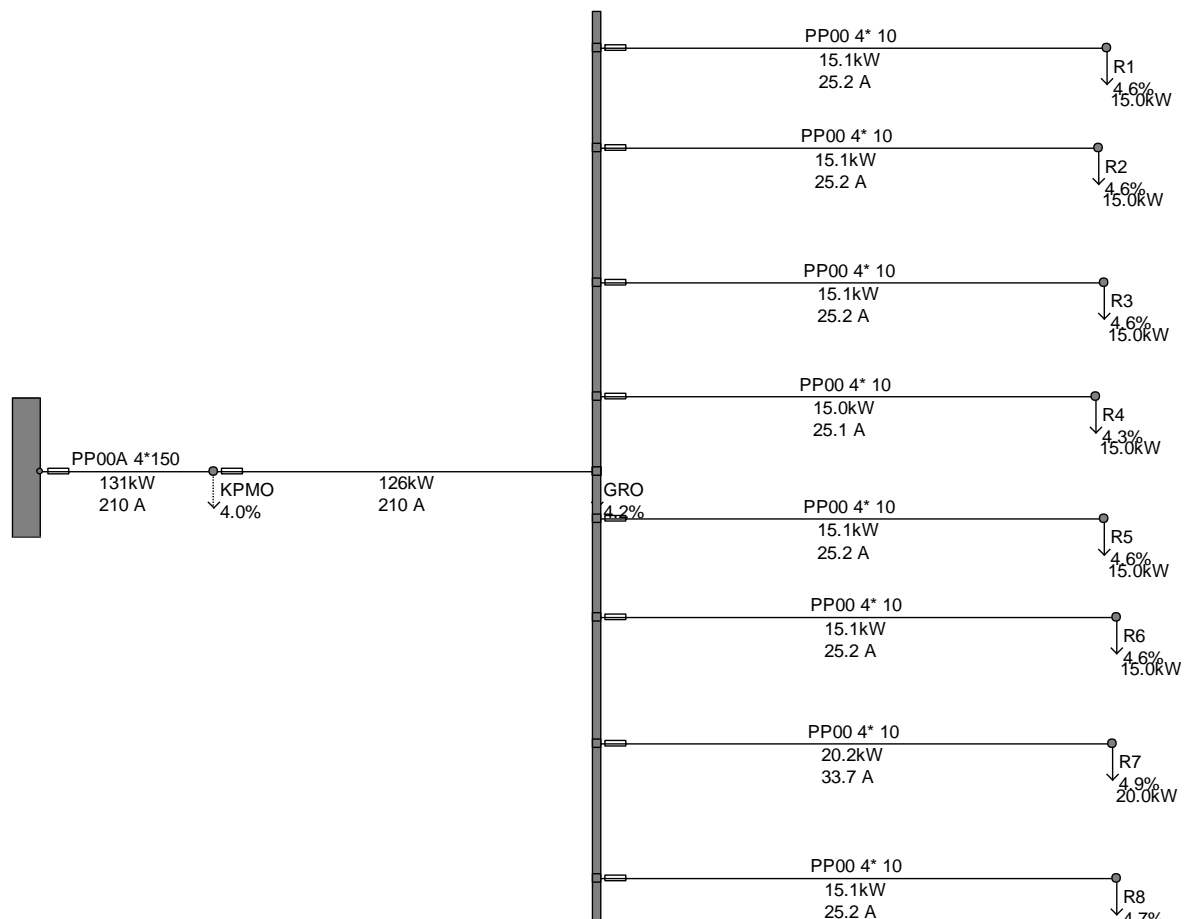 PP00 4* 10
15.1kW
25.2 A
R1
4.6%
15.0kW
PP00 4* 10
15.1kW
25.2 A
R2
4.6%
15.0kW
PP00 4* 10
15.1kW
25.2 A
R3
4.6%
15.0kW
PP00 4* 10
15.0kW
25.1 A
R4
4.3%
15.0kW
PP00A 4*150
131kW
210 A
KPMO
4.0%
126kW
210 A
GRO
4.2%
PP00 4* 10
15.1kW
25.2 A
R5
4.6%
15.0kW
PP00 4* 10
15.1kW
25.2 A
R6
4.6%
15.0kW
PP00 4* 10
20.2kW
33.7 A
R7
4.9%
20.0kW
PP00 4* 10
15.1kW
25.2 A
R8
4.7%